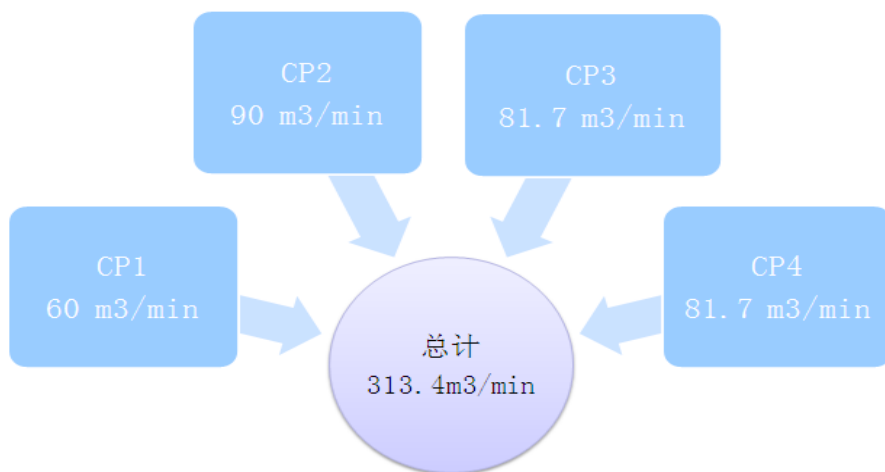 CP1
60 m3/min
CP2
90 m3/min
CP3
81.7 m3/min
CP4
81.7 m3/min
总计
313.4m3/min